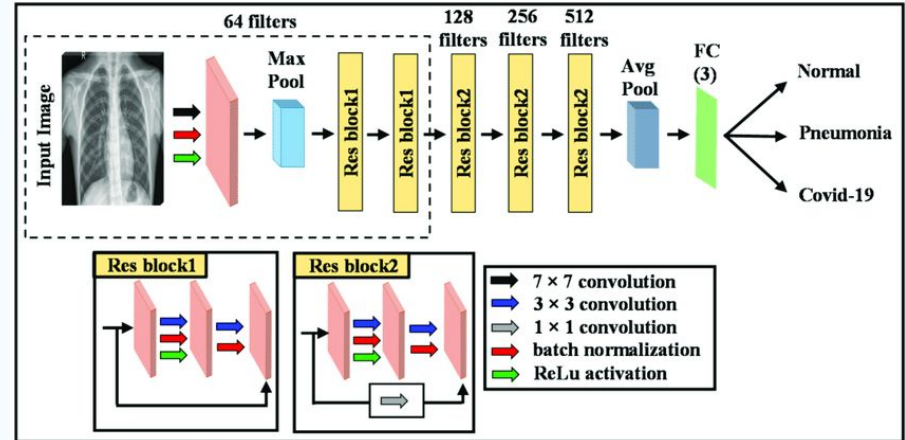 64 filters
128
filters
256
filters
512
filters
Input Image
Max
Pool
Res block1
Res block1
Res block2
Res block2
Res block2
Avg
Pool
FC
(3)
Normal
Pneumonia
Covid-19
Res block1
Res block2
7 × 7 convolution
3 × 3 convolution
1 × 1 convolution
batch normalization
ReLu activation